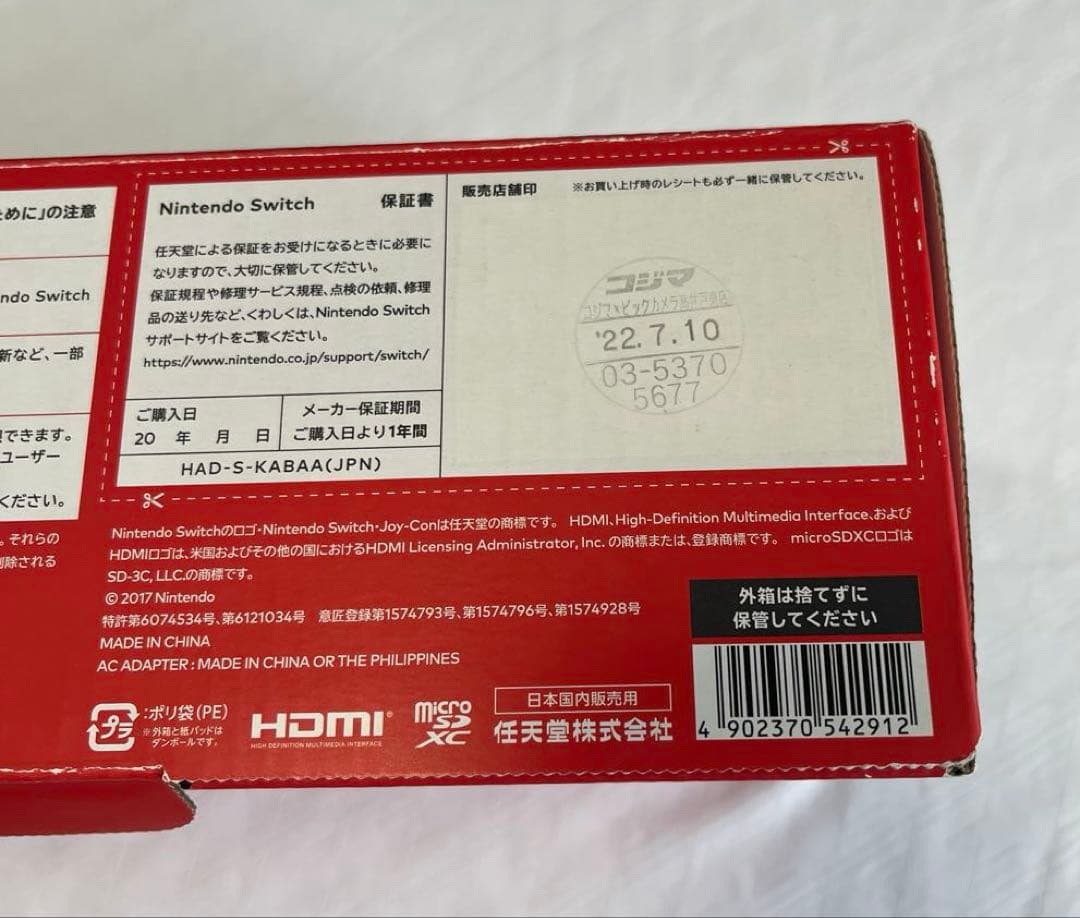 ために」の注意
ndo Switch
新など、一部
できます。
ユーザー
ください。
。それらの
削除される
Nintendo Switch 保証書
任天堂による保証をお受けになるときに必要に
なりますので、大切に保管してください。
保証規程や修理サービス規程、点検の依頼、修理
品の送り先など、くわしくは、Nintendo Switch
サポートサイトをご覧ください。
https://www.nintendo.co.jp/support/switch/
ご購入日
20 年 月 日
メーカー保証期間
ご購入日より1年間
HAD-S-KABAA(JPN)
販売店舗印 ※お買い上げ時のレシートも必ず一緒に保管してください。
コジマ
コジマ×ビックカメラ高井戸東店
'22.7.10
03-5370
5677
Nintendo Switchのロゴ・Nintendo Switch・Joy-Conは任天堂の商標です。 HDMI、High-Definition Multimedia Interface、および
HDMIロゴは、米国およびその他の国におけるHDMI Licensing Administrator, Inc. の商標または、登録商標です。 microSDXCロゴは
SD-3C, LLC.の商標です。
© 2017 Nintendo
特許第6074534号、第6121034号 意匠登録第1574793号、第1574796号、第1574928号
MADE IN CHINA
AC ADAPTER : MADE IN CHINA OR THE PHILIPPINES
プラ
:ポリ袋(PE)
※外箱と紙パッドは
ダンボールです。
HDMI®
HIGH DEFINITION MULTIMEDIA INTERFACE
micro
SD
XC
日本国内販売用
任天堂株式会社
外箱は捨てずに
保管してください
4 902370 542912